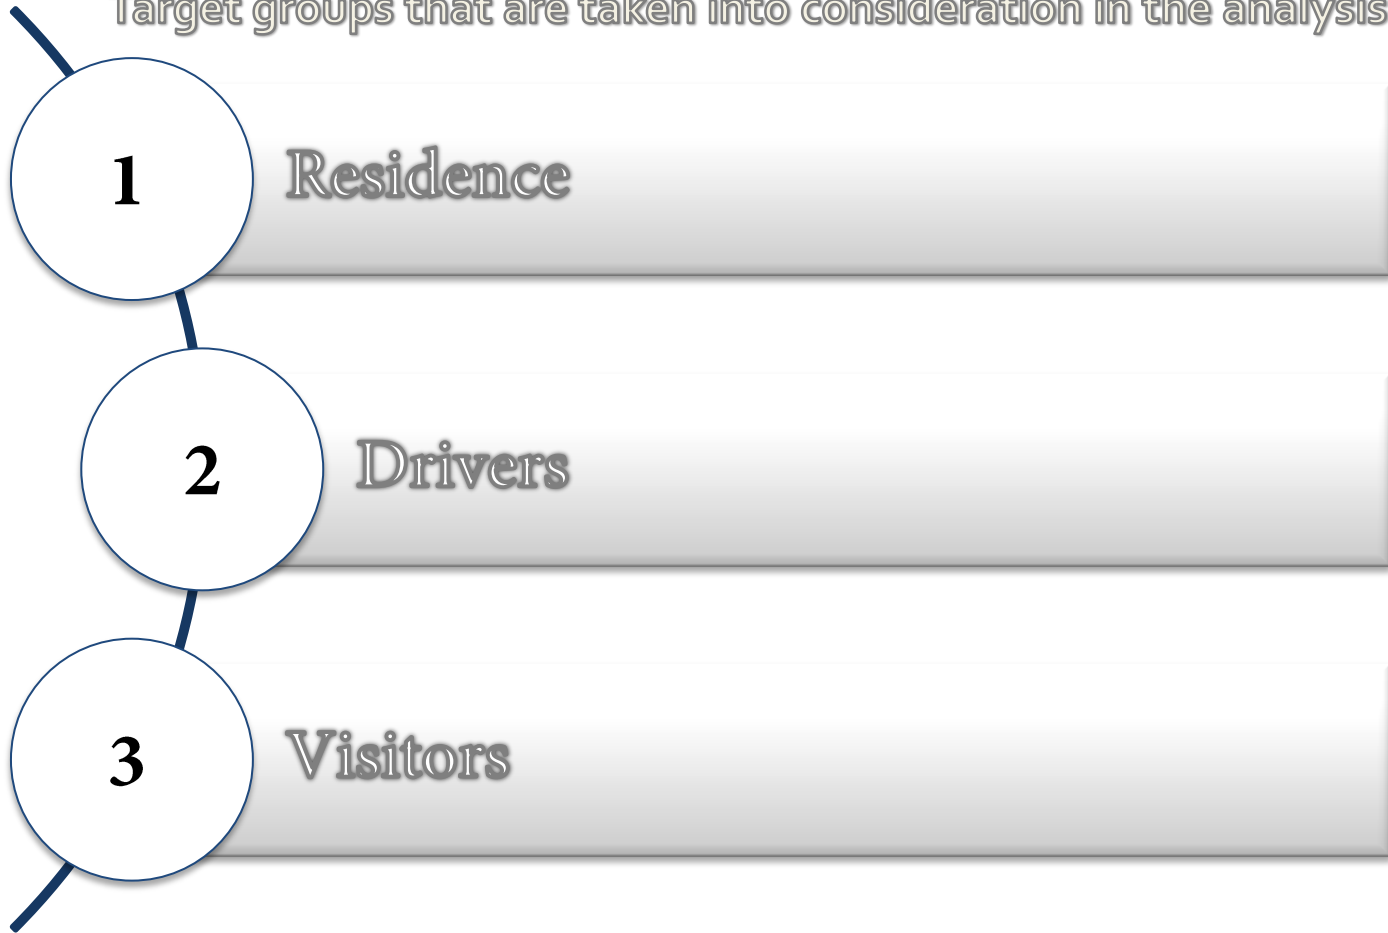 Target groups that are taken into consideration in the analysis
1
Residence
2
Drivers
3
Visitors